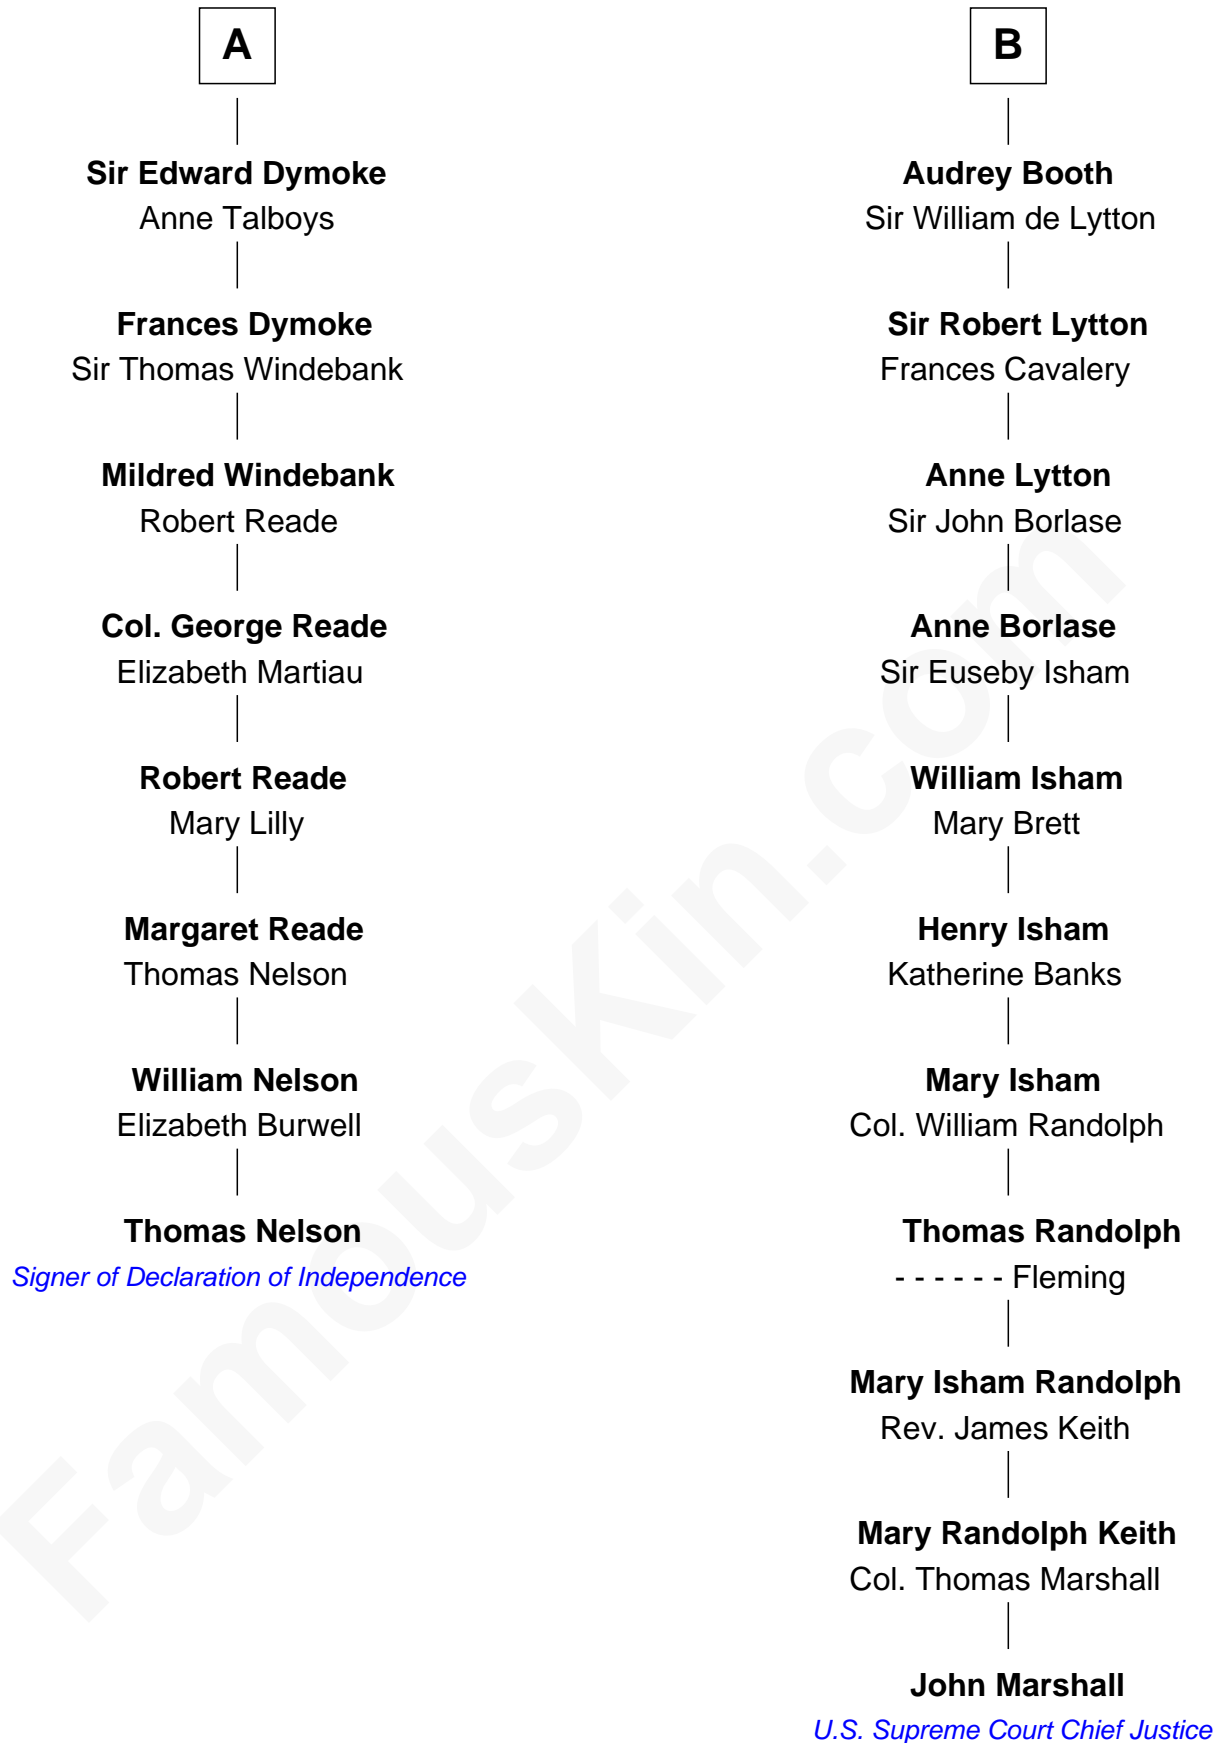 A
Sir Edward Dymoke
Anne Talboys
Frances Dymoke
Sir Thomas Windebank
Mildred Windebank
Robert Reade
Col. George Reade
Elizabeth Martiau
Robert Reade
Mary Lilly
Margaret Reade
Thomas Nelson
William Nelson
Elizabeth Burwell
Thomas Nelson
Signer of Declaration of Independence
B
Audrey Booth
Sir William de Lytton
Sir Robert Lytton
Frances Cavalery
Anne Lytton
Sir John Borlase
Anne Borlase
Sir Euseby Isham
William Isham
Mary Brett
Henry Isham
Katherine Banks
Mary Isham
Col. William Randolph
Thomas Randolph
- - - - - - Fleming
Mary Isham Randolph
Rev. James Keith
Mary Randolph Keith
Col. Thomas Marshall
John Marshall
U.S. Supreme Court Chief Justice
FamousKin.com